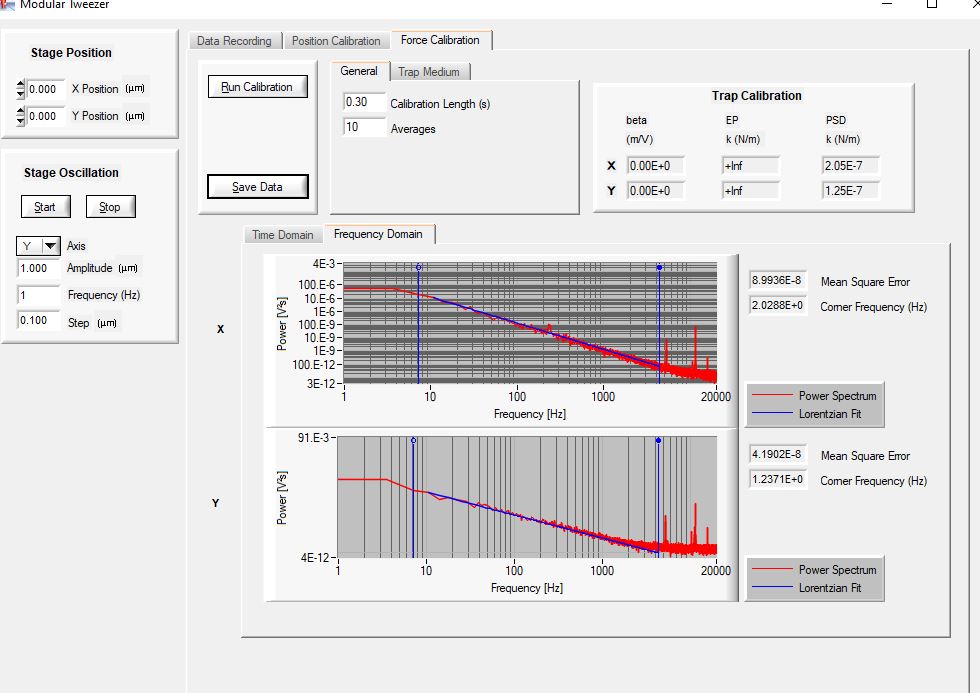 Modular Tweezer
Stage Position
0.000 X Position (µm)
0.000 Y Position (µm)
Stage Oscillation
Start Stop
Y Axis
1.000 Amplitude (µm)
1 Frequency (Hz)
0.100 Step (µm)
Data Recording Position Calibration Force Calibration
Run Calibration
Save Data
General Trap Medium
0.30 Calibration Length (s)
10 Averages
Trap Calibration
beta EP PSD
(m/V) k (N/m) k (N/m)
X 0.00E+0 +Inf 2.05E-7
Y 0.00E+0 +Inf 1.25E-7
Time Domain Frequency Domain
X
Power [V²s]
4E-3
100.E-6
10.E-6
1E-6
100.E-9
10.E-9
1E-9
100.E-12
3E-12
1 10 100 1000 20000
Frequency [Hz]
8.9936E-8 Mean Square Error
2.0288E+0 Corner Frequency (Hz)
Power Spectrum
Lorentzian Fit
Y
Power [V²s]
91.E-3
4E-12
1 10 100 1000 20000
Frequency [Hz]
4.1902E-8 Mean Square Error
1.2371E+0 Corner Frequency (Hz)
Power Spectrum
Lorentzian Fit